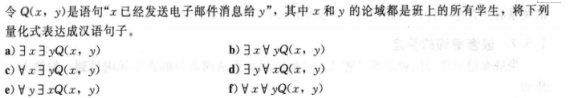 令 Q(x, y)是语句“x 已经发送电子邮件消息给 y”，其中 x 和 y 的论域都是班上的所有学生，将下列
量化式表达成汉语句子。
a) ∃x∃yQ(x, y) b) ∃x∀yQ(x, y)
c) ∀x∃yQ(x, y) d) ∃y∀xQ(x, y)
e) ∀y∃xQ(x, y) f) ∀x∀yQ(x, y)